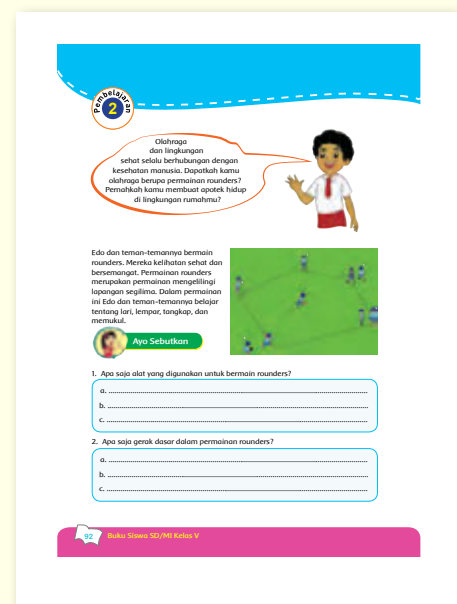 Pembelajaran
2
Olahraga
dan lingkungan
sehat selalu berhubungan dengan
kesehatan manusia. Dapatkah kamu
olahraga berupa permainan rounders?
Pernahkah kamu membuat apotek hidup
di lingkungan rumahmu?
Edo dan teman-temannya bermain
rounders. Mereka kelihatan sehat dan
bersemangat. Permainan rounders
merupakan permainan mengelilingi
lapangan segilima. Dalam permainan
ini Edo dan teman-temannya belajar
tentang lari, lempar, tangkap, dan
memukul.
Ayo Sebutkan
1. Apa saja alat yang digunakan untuk bermain rounders?
a.
b.
c.
2. Apa saja gerak dasar dalam permainan rounders?
a.
b.
c.
92 Buku Siswa SD/MI Kelas V